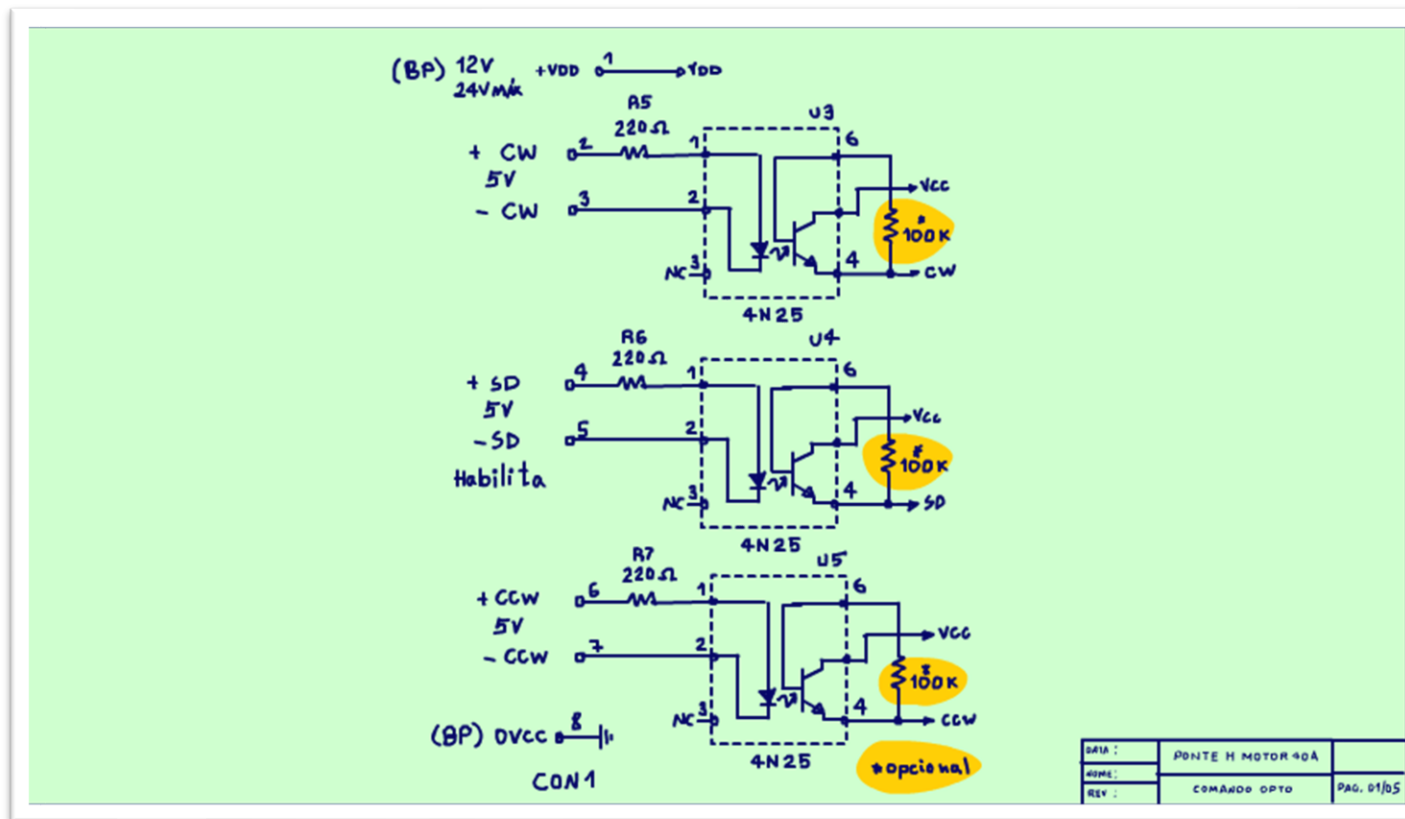 (BP) 12V +VDD 1 VDD
24V máx
R5
220Ω
U3
+ CW 2 1 6
5V
VCC
- CW 3 2
*
100K
NC 3 4 CW
4N25
R6
220Ω
U4
+ SD 4 1 6
5V
VCC
- SD 5 2
*
100K
Habilita
NC 3 4 SD
4N25
R7
220Ω
U5
+ CCW 6 1 6
5V
VCC
- CCW 7 2
*
100K
NC 3 4 CCW
(BP) 0VCC 8
4N25
*opcional
CON1
DATA:
NOME:
REV:
PONTE H MOTOR 40A
COMANDO OPTO
PAG. 01/05